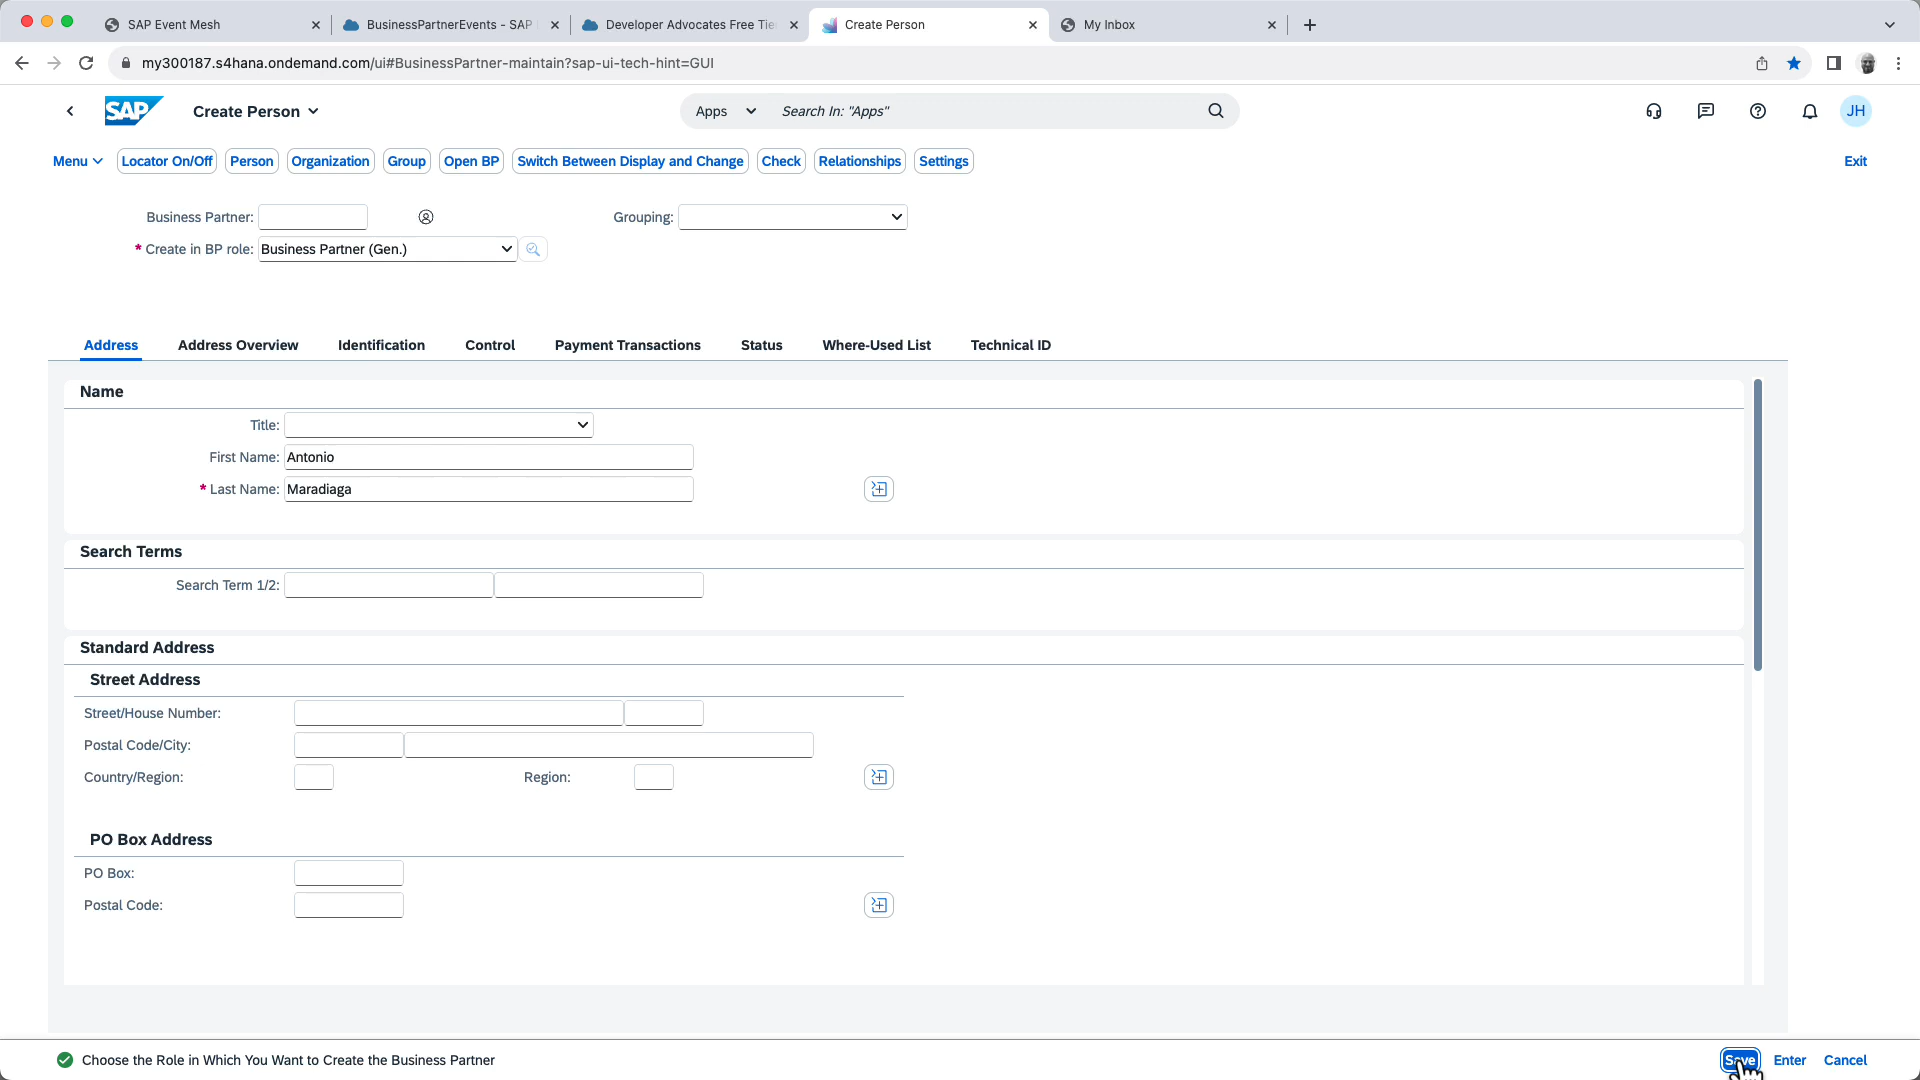 SAP Event Mesh
BusinessPartnerEvents - SAP
Developer Advocates Free Tie
Create Person
My Inbox
my300187.s4hana.ondemand.com/ui#BusinessPartner-maintain?sap-ui-tech-hint=GUI
SAP
Create Person
Apps
Search In: "Apps"
JH
Menu
Locator On/Off
Person
Organization
Group
Open BP
Switch Between Display and Change
Check
Relationships
Settings
Exit
Business Partner:
Grouping:
* Create in BP role: Business Partner (Gen.)
Address
Address Overview
Identification
Control
Payment Transactions
Status
Where-Used List
Technical ID
Name
Title:
First Name: Antonio
* Last Name: Maradiaga
Search Terms
Search Term 1/2:
Standard Address
Street Address
Street/House Number:
Postal Code/City:
Country/Region:
Region:
PO Box Address
PO Box:
Postal Code:
Choose the Role in Which You Want to Create the Business Partner
Save
Enter
Cancel